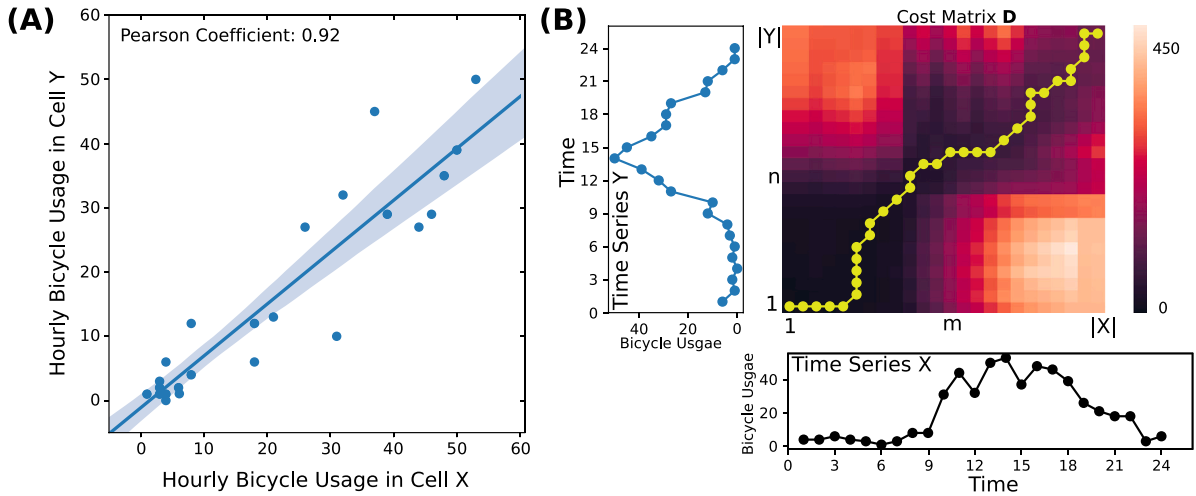 (A)
60
50
40
30
20
10
0
Hourly Bicycle Usage in Cell Y
Pearson Coefficient: 0.92
0 10 20 30 40 50 60
Hourly Bicycle Usage in Cell X
(B)
24
21
18
15
12
9
6
3
0
Time
Time Series Y
40 20 0
Bicycle Usgae
Cost Matrix D
|Y|
n
1
1 m |X|
450
0
Time Series X
Bicycle Usgae
40
20
0
0 3 6 9 12 15 18 21 24
Time